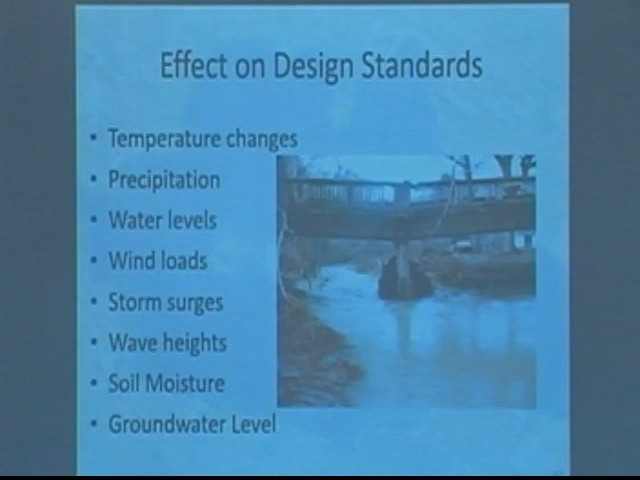 Effect on Design Standards
• Temperature changes
• Precipitation
• Water levels
• Wind loads
• Storm surges
• Wave heights
• Soil Moisture
• Groundwater Level